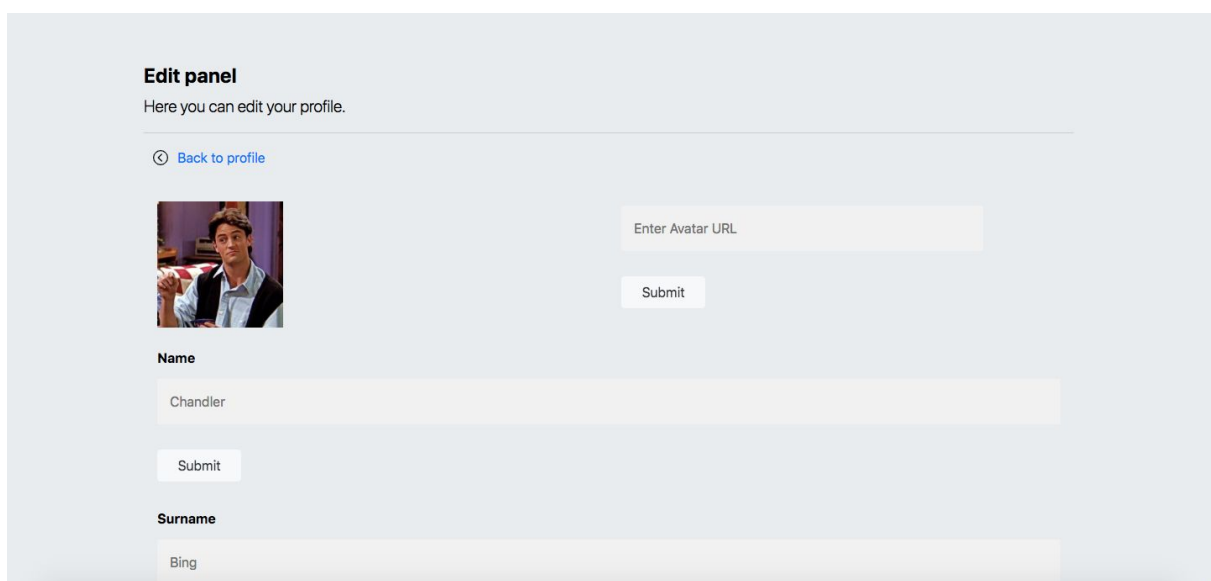 Edit panel
Here you can edit your profile.
Back to profile
Enter Avatar URL
Submit
Name
Chandler
Submit
Surname
Bing